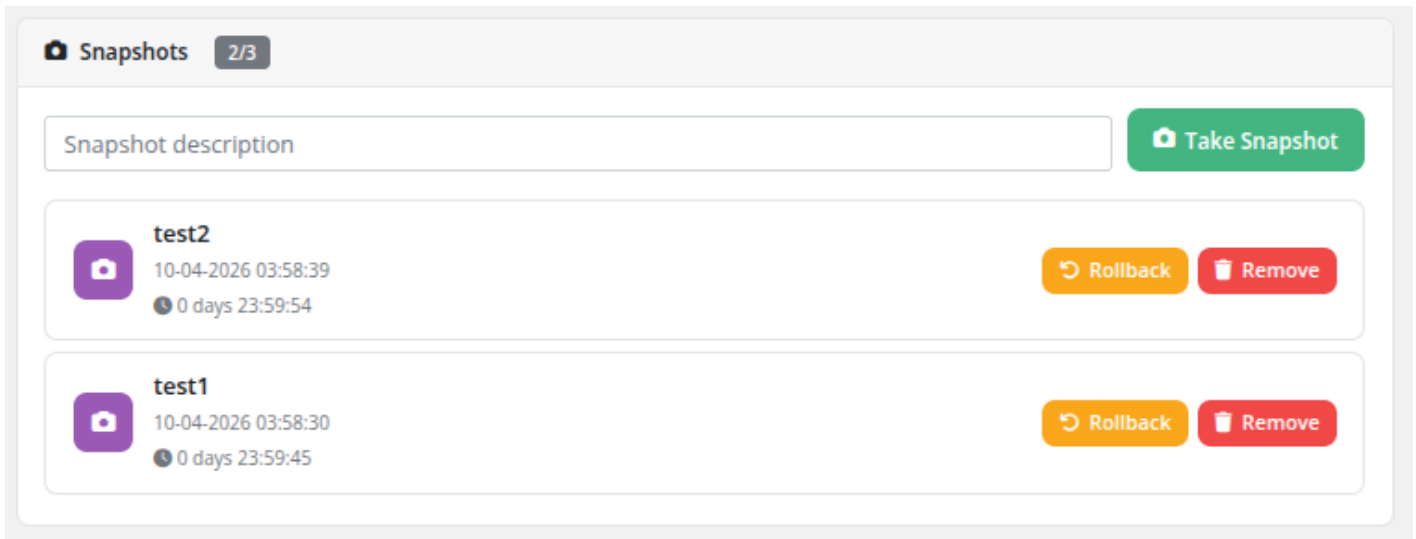 Snapshots 2/3
Snapshot description
Take Snapshot
test2
10-04-2026 03:58:39
0 days 23:59:54
Rollback Remove
test1
10-04-2026 03:58:30
0 days 23:59:45
Rollback Remove